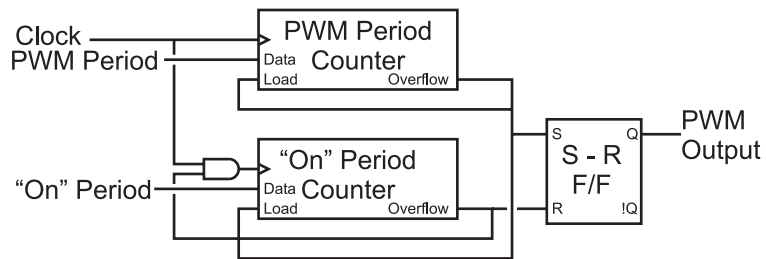 Clock
PWM Period
PWM Period
Counter
Data
Load
Overflow
"On" Period
"On" Period
Counter
Data
Load
Overflow
S
Q
S - R
F/F
R
!Q
PWM
Output